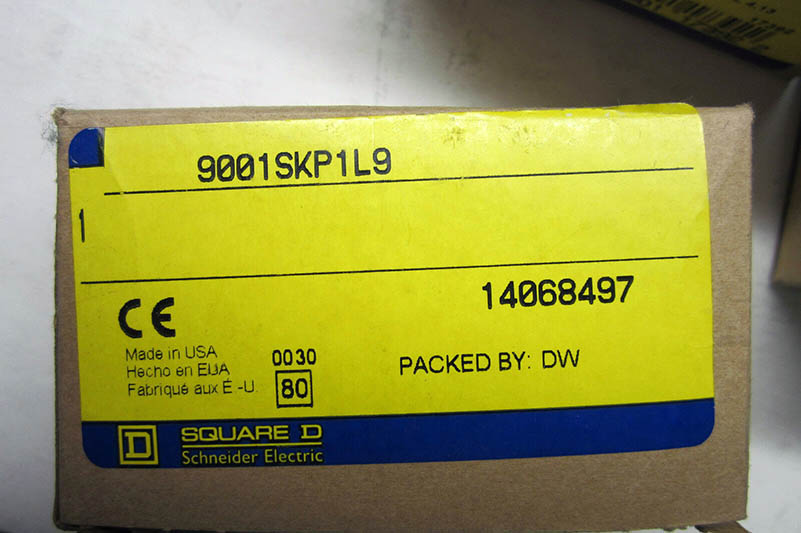 9001SKP1L9
1
14068497
CE
Made in USA
Hecho en EUA
Fabriqué aux É -U
0030
80
PACKED BY: DW
D
SQUARE D
Schneider Electric